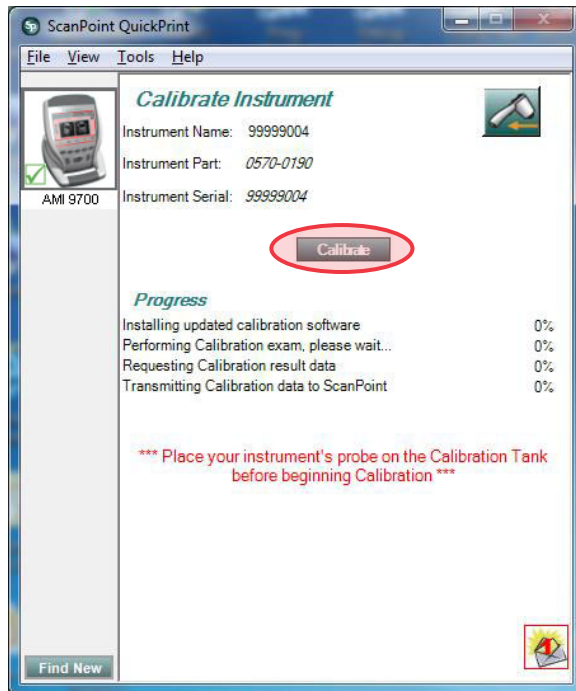 Sp ScanPoint QuickPrint
File View Tools Help
Calibrate Instrument
Instrument Name: 99999004
Instrument Part: 0570-0190
Instrument Serial: 99999004
AMI 9700
Calibrate
Progress
Installing updated calibration software 0%
Performing Calibration exam, please wait... 0%
Requesting Calibration result data 0%
Transmitting Calibration data to ScanPoint 0%
*** Place your instrument's probe on the Calibration Tank
before beginning Calibration ***
1
Find New